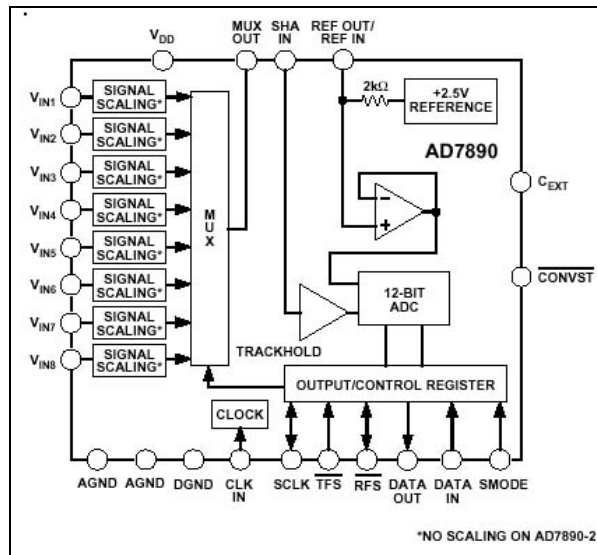 MUX OUT
SHA IN
REF OUT/ REF IN
VDD
2kΩ
+2.5V REFERENCE
AD7890
VIN1
SIGNAL SCALING*
VIN2
SIGNAL SCALING*
VIN3
SIGNAL SCALING*
VIN4
SIGNAL SCALING*
VIN5
SIGNAL SCALING*
VIN6
SIGNAL SCALING*
VIN7
SIGNAL SCALING*
VIN8
SIGNAL SCALING*
MUX
−
+
CEXT
CONVST
12-BIT ADC
TRACKHOLD
OUTPUT/CONTROL REGISTER
CLOCK
AGND
AGND
DGND
CLK IN
SCLK
TFS
RFS
DATA OUT
DATA IN
SMODE
*NO SCALING ON AD7890-2